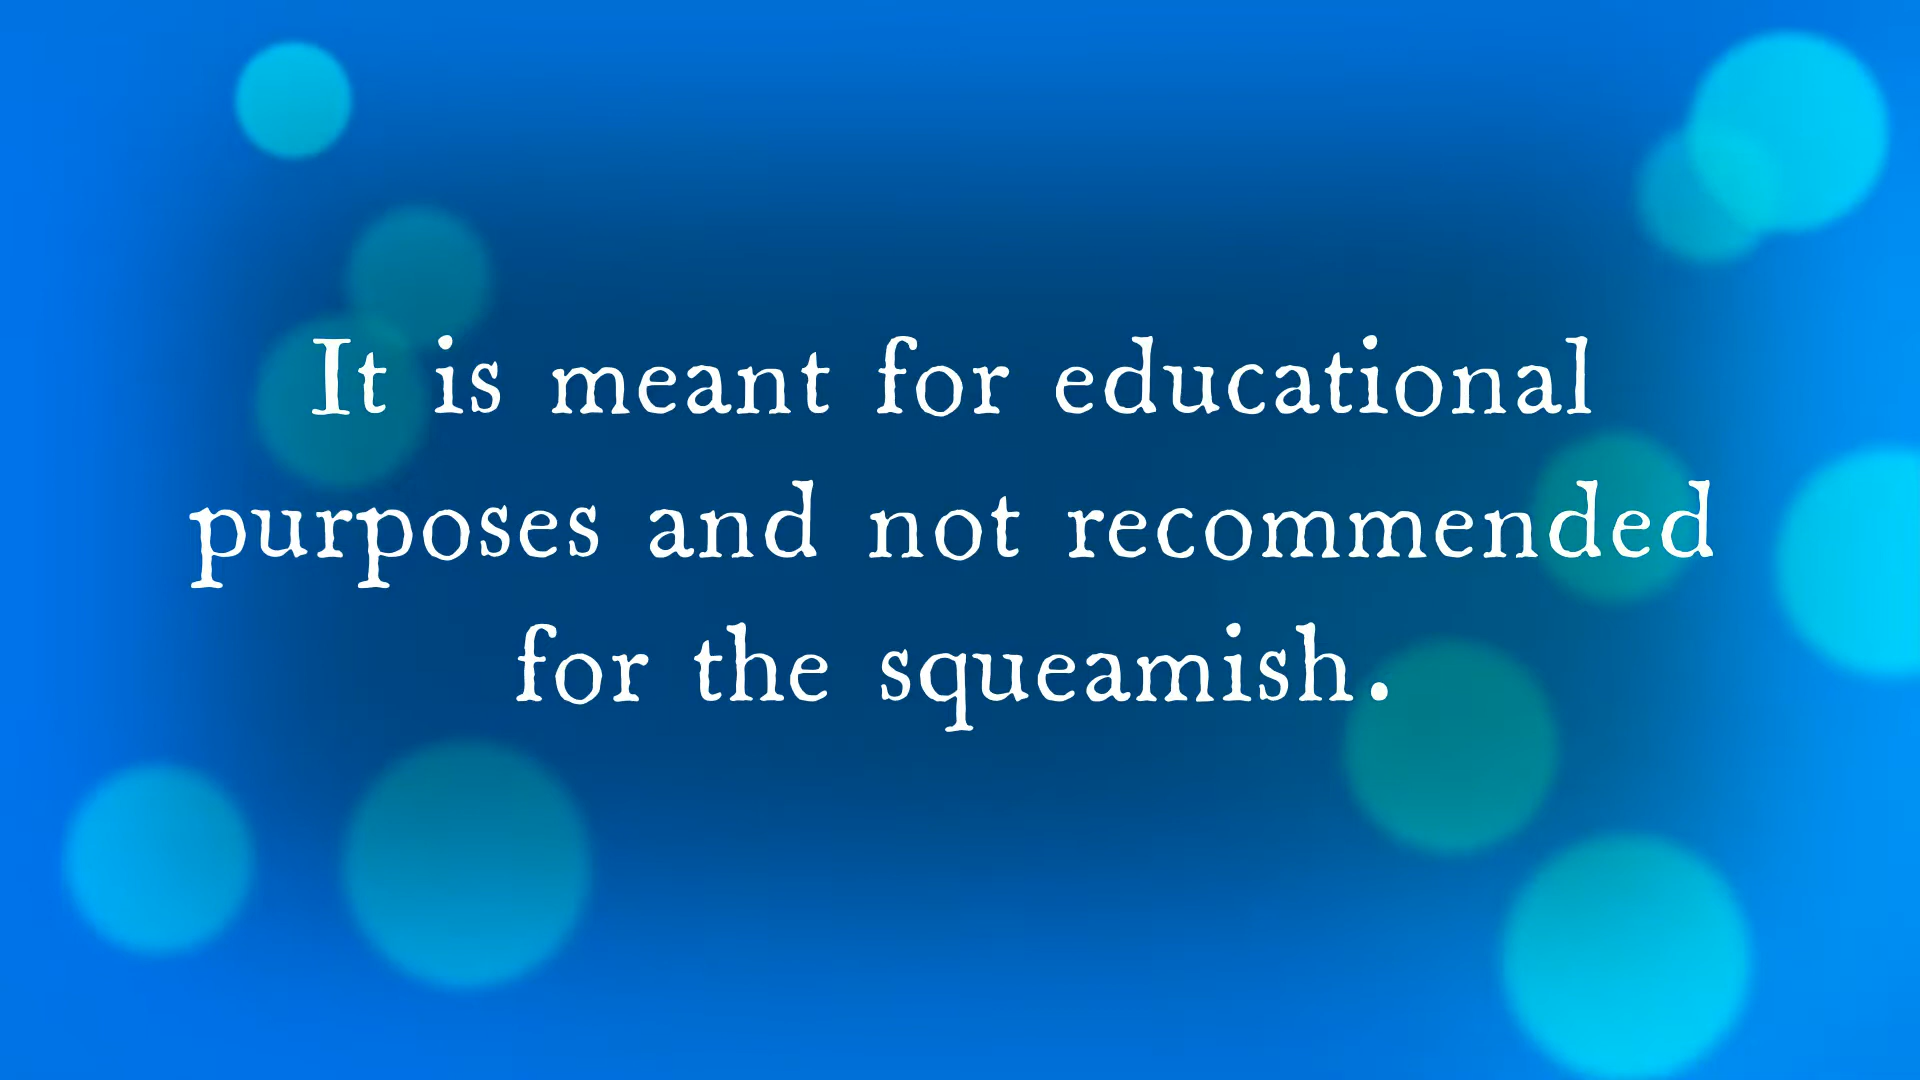 It is meant for educational
purposes and not recommended
for the squeamish.